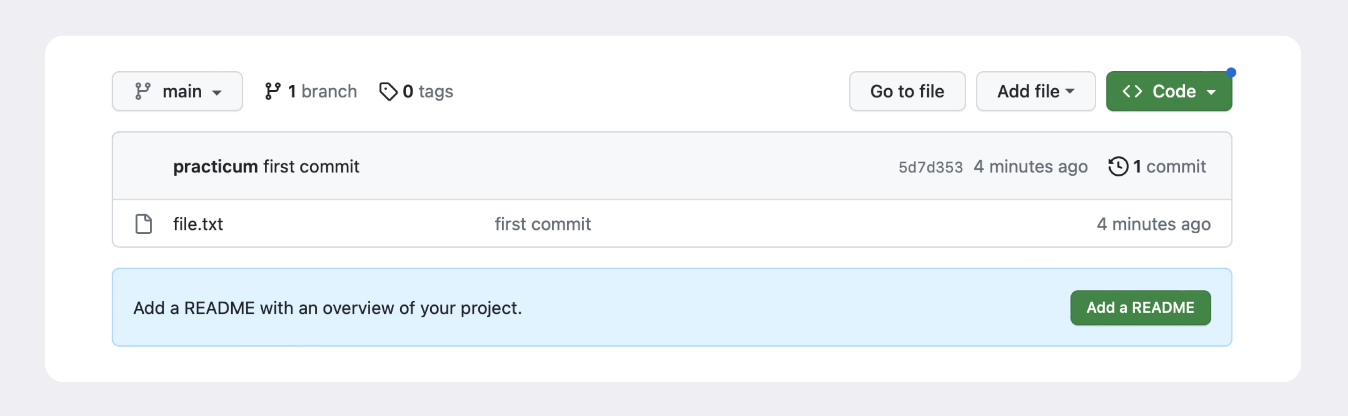 main 1 branch 0 tags Go to file Add file <> Code
practicum first commit 5d7d353 4 minutes ago 1 commit
file.txt first commit 4 minutes ago
Add a README with an overview of your project. Add a README